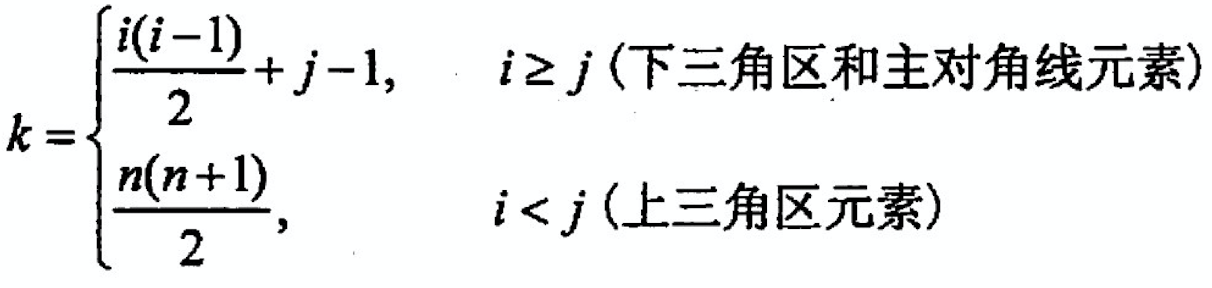 k = { i(i-1)/2 + j-1, i ≥ j (下三角区和主对角线元素)
n(n+1)/2, i < j (上三角区元素)